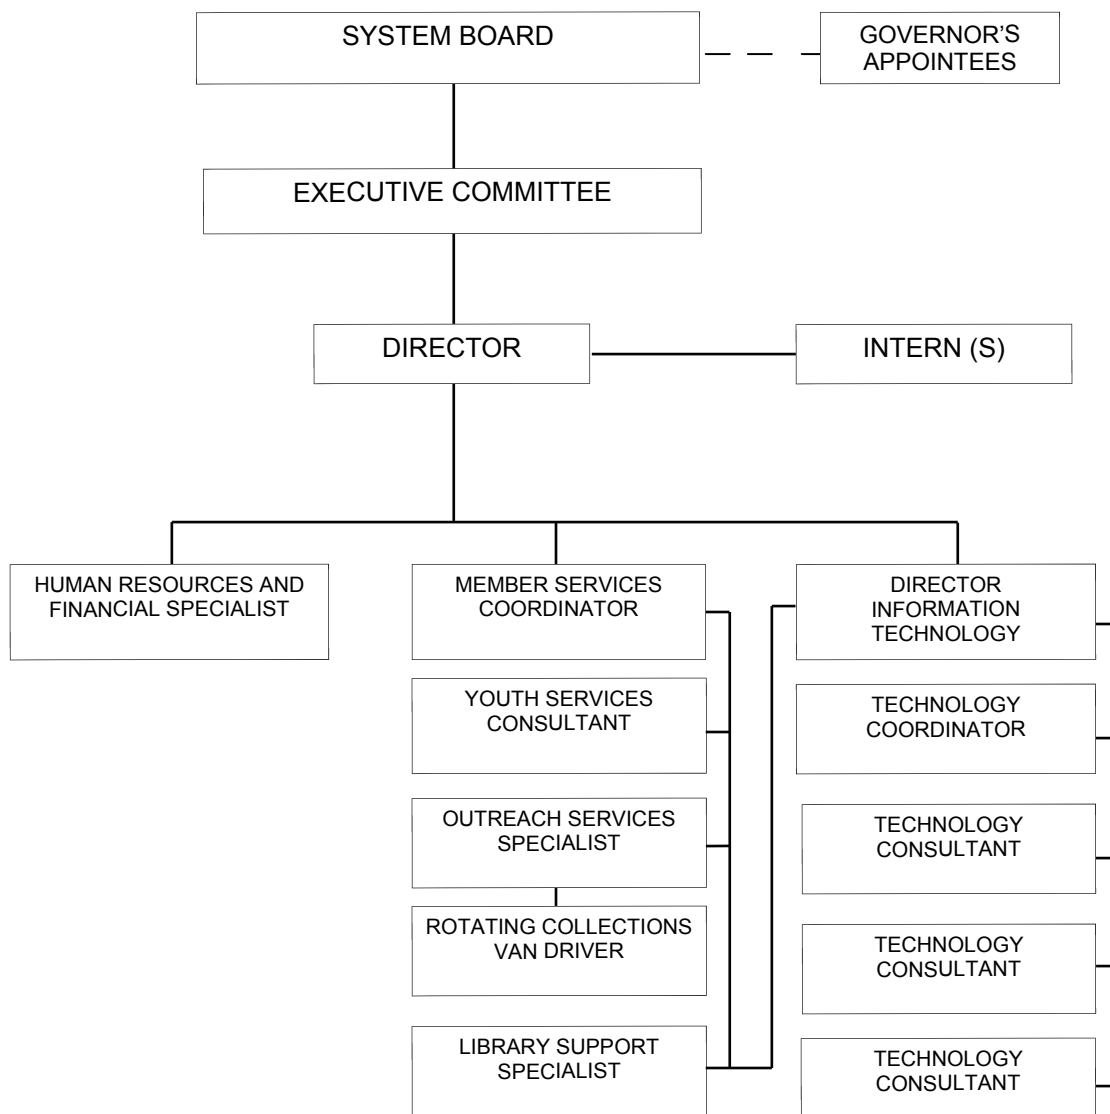 SYSTEM BOARD
GOVERNOR'S
APPOINTEES
EXECUTIVE COMMITTEE
DIRECTOR
INTERN (S)
HUMAN RESOURCES AND
FINANCIAL SPECIALIST
MEMBER SERVICES
COORDINATOR
DIRECTOR
INFORMATION
TECHNOLOGY
YOUTH SERVICES
CONSULTANT
TECHNOLOGY
COORDINATOR
OUTREACH SERVICES
SPECIALIST
TECHNOLOGY
CONSULTANT
ROTATING COLLECTIONS
VAN DRIVER
TECHNOLOGY
CONSULTANT
LIBRARY SUPPORT
SPECIALIST
TECHNOLOGY
CONSULTANT